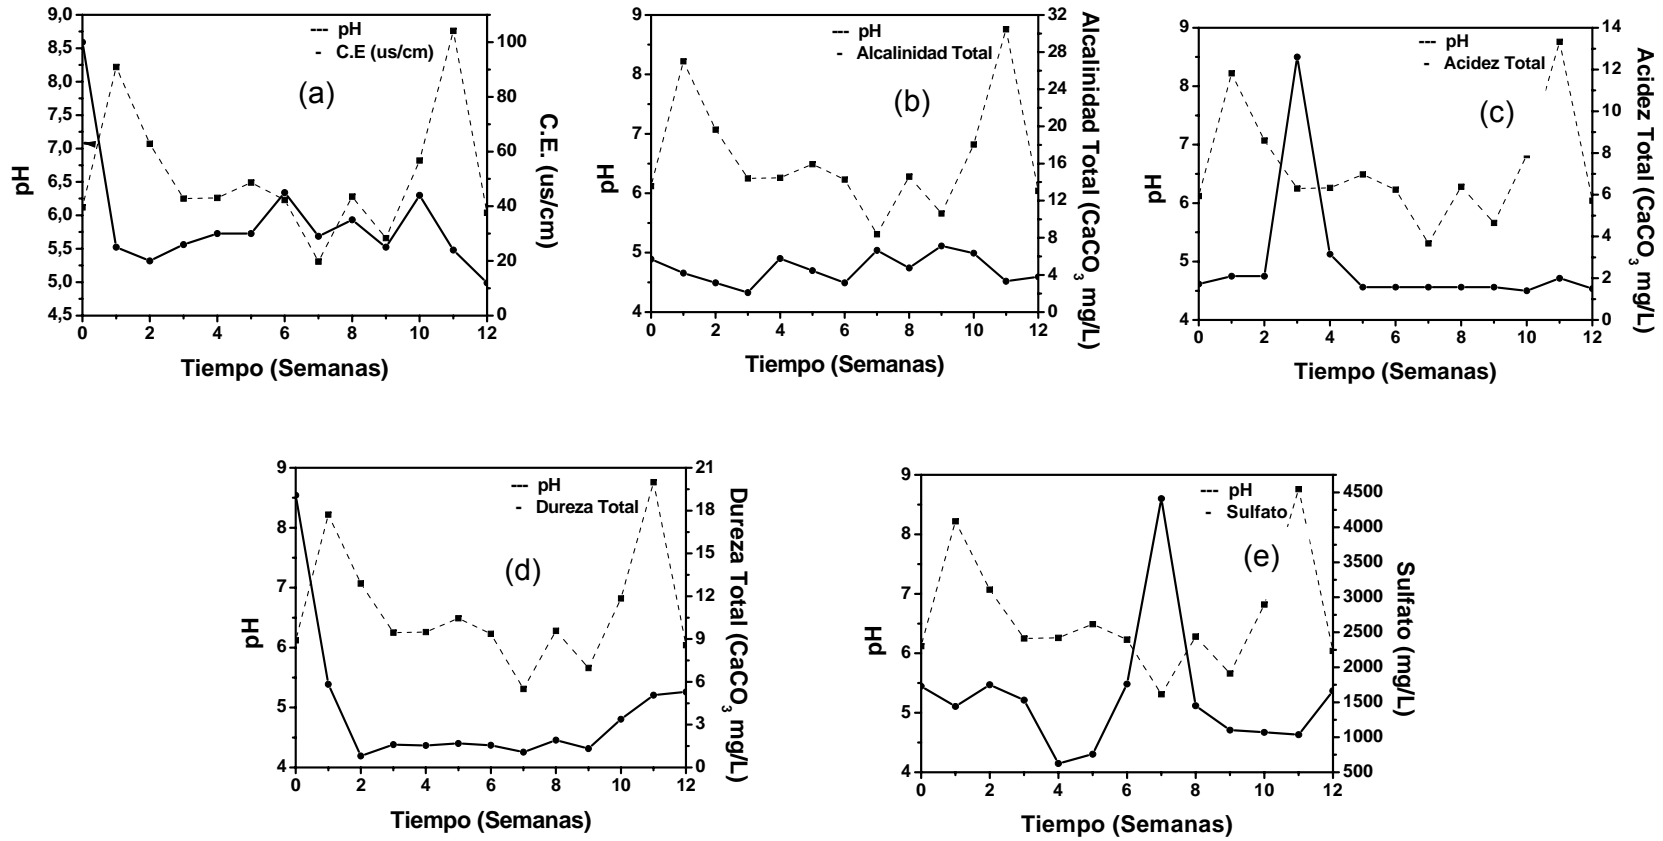 9,0
8,5
8,0
7,5
7,0
6,5
6,0
5,5
5,0
4,5
pH
--- pH
- C.E (us/cm)
(a)
100
80
60
40
20
0
C.E. (us/cm)
0 2 4 6 8 10 12
Tiempo (Semanas)
9
8
7
6
5
4
pH
--- pH
- Alcalinidad Total
(b)
32
28
24
20
16
12
8
4
0
Alcalinidad Total (CaCO3 mg/L)
0 2 4 6 8 10 12
Tiempo (Semanas)
9
8
7
6
5
4
pH
--- pH
- Acidez Total
(c)
14
12
10
8
6
4
2
0
Acidez Total (CaCO3 mg/L)
0 2 4 6 8 10 12
Tiempo (Semanas)
9
8
7
6
5
4
pH
--- pH
- Dureza Total
(d)
21
18
15
12
9
6
3
0
Dureza Total (CaCO3 mg/L)
0 2 4 6 8 10 12
Tiempo (Semanas)
9
8
7
6
5
4
pH
--- pH
- Sulfato
(e)
4500
4000
3500
3000
2500
2000
1500
1000
500
Sulfato (mg/L)
0 2 4 6 8 10 12
Tiempo (Semanas)